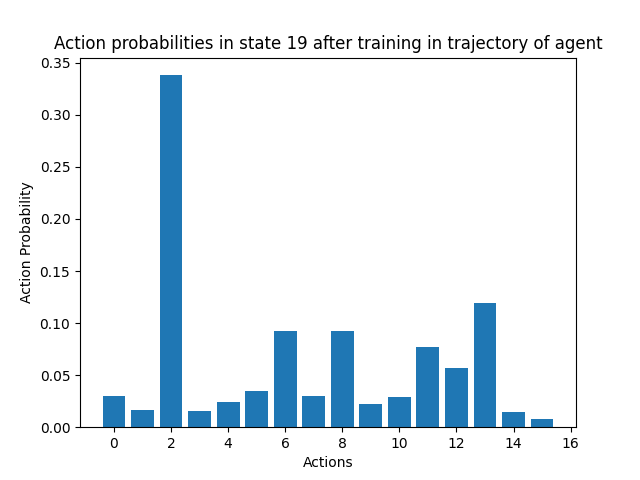 Action probabilities in state 19 after training in trajectory of agent
0.35
0.30
0.25
0.20
0.15
0.10
0.05
0.00
Action Probability
0 2 4 6 8 10 12 14 16
Actions